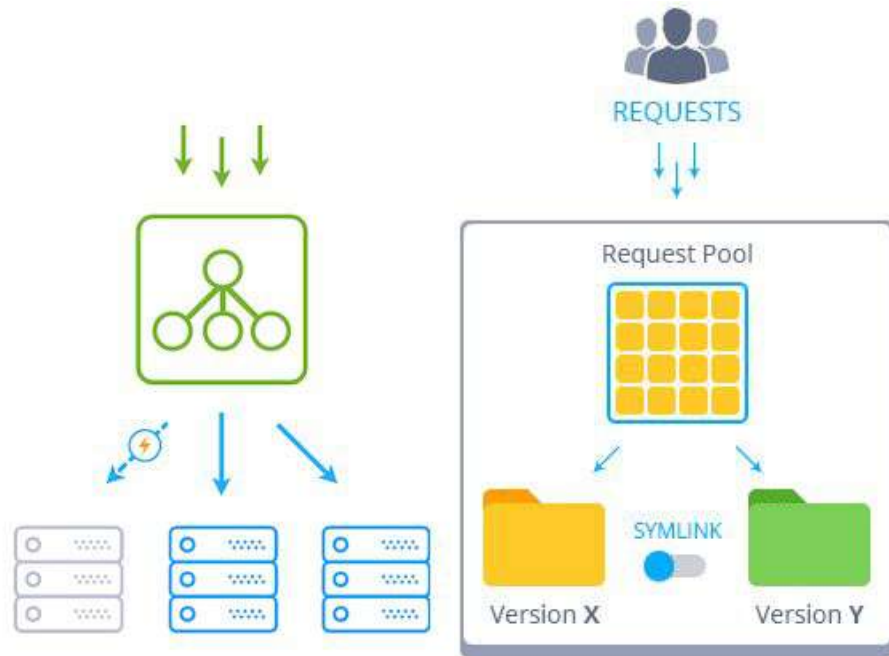 REQUESTS
Request Pool
SYMLINK
Version X
Version Y